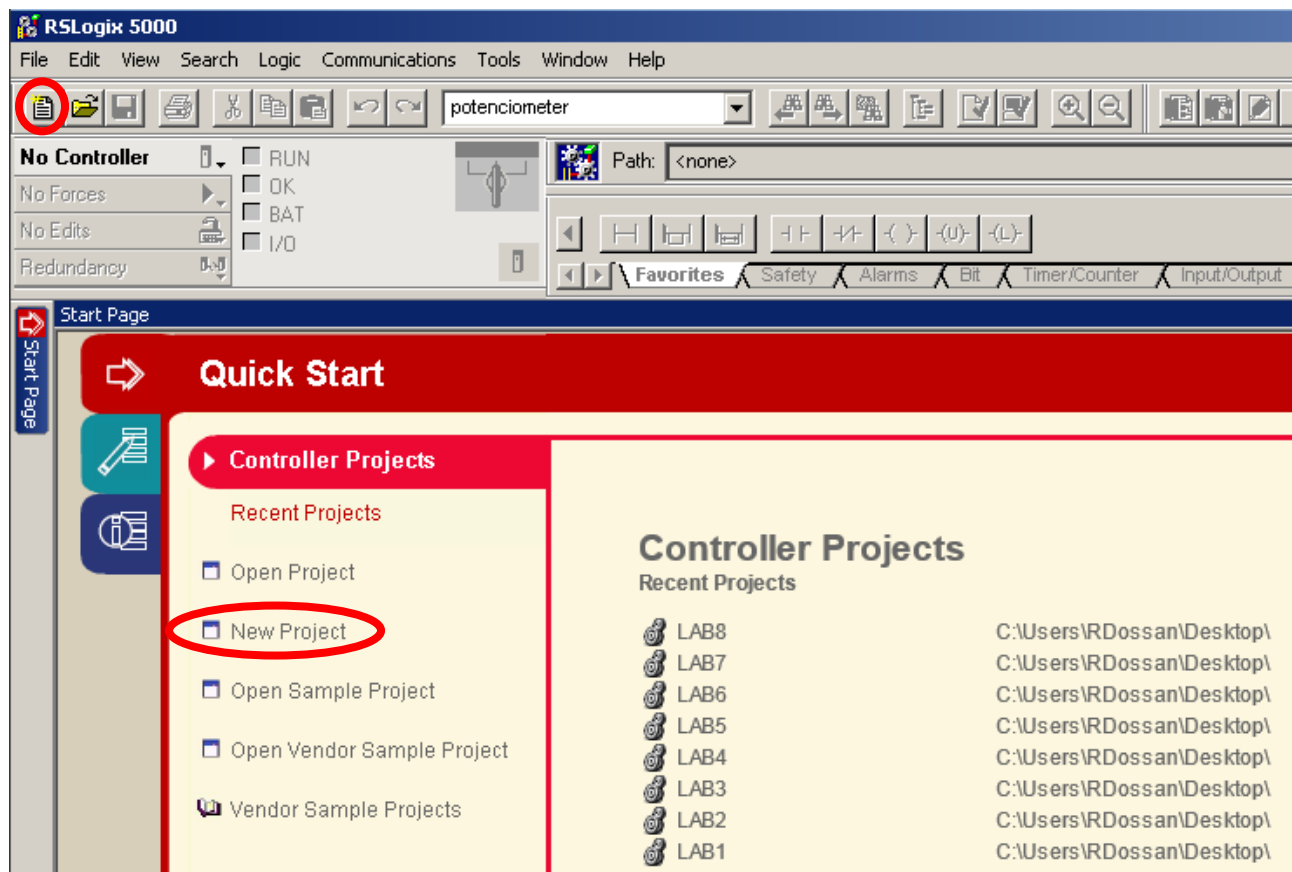 RSLogix 5000
File Edit View Search Logic Communications Tools Window Help
potenciometer
No Controller
RUN
Path: <none>
No Forces
OK
No Edits
BAT
Redundancy
I/O
(U) (L)
Favorites Safety Alarms Bit Timer/Counter Input/Output
Start Page
Start Page
Quick Start
Controller Projects
Recent Projects
Open Project
New Project
Open Sample Project
Open Vendor Sample Project
Vendor Sample Projects
Controller Projects
Recent Projects
LAB8 C:\Users\RDossan\Desktop\
LAB7 C:\Users\RDossan\Desktop\
LAB6 C:\Users\RDossan\Desktop\
LAB5 C:\Users\RDossan\Desktop\
LAB4 C:\Users\RDossan\Desktop\
LAB3 C:\Users\RDossan\Desktop\
LAB2 C:\Users\RDossan\Desktop\
LAB1 C:\Users\RDossan\Desktop\